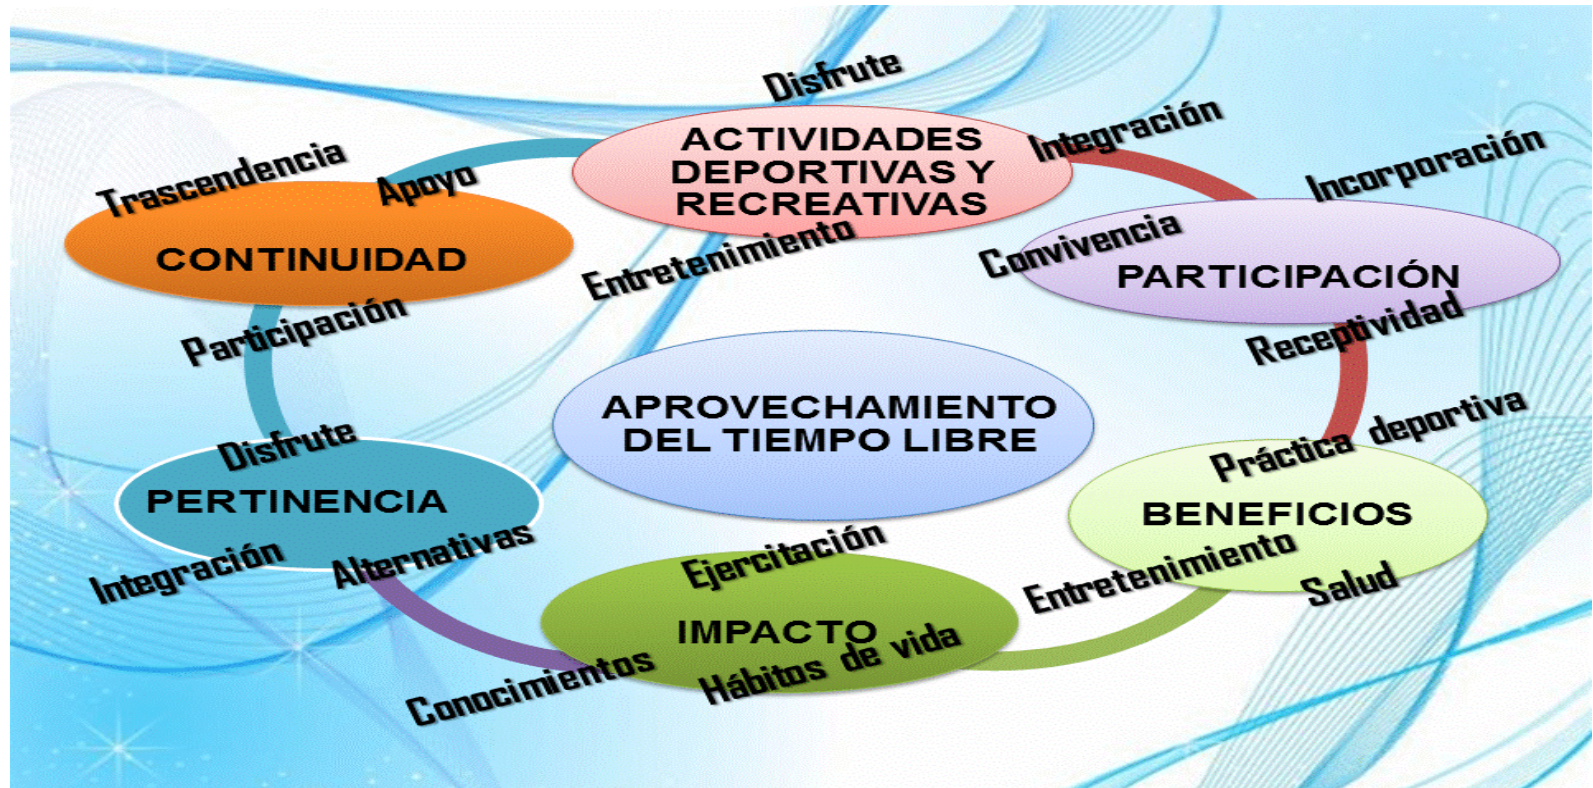 Disfrute
ACTIVIDADES
DEPORTIVAS Y
RECREATIVAS
Integración
Entretenimiento
Incorporación
Convivencia
PARTICIPACIÓN
Receptividad
Trascendencia
Apoyo
CONTINUIDAD
Participación
APROVECHAMIENTO
DEL TIEMPO LIBRE
Práctica deportiva
BENEFICIOS
Entretenimiento
Salud
Disfrute
PERTINENCIA
Integración
Alternativas
Ejercitación
IMPACTO
Hábitos de vida
Conocimientos